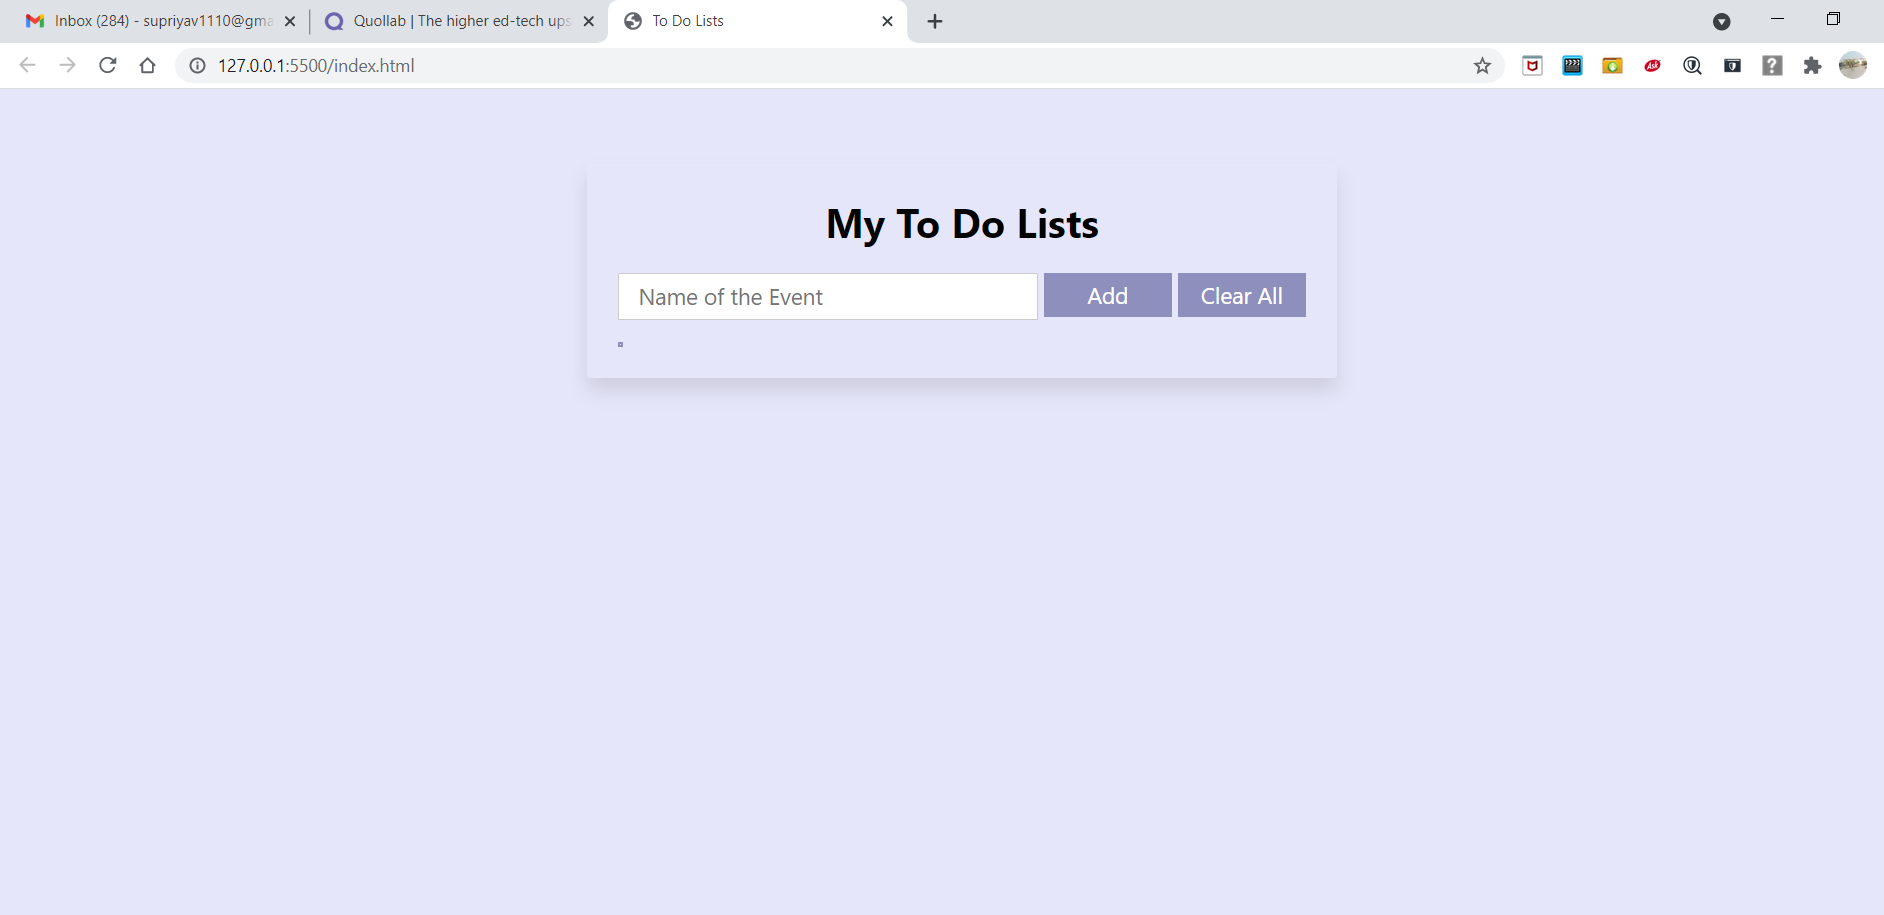 Inbox (284) - supriyav1110@gma
Quollab | The higher ed-tech ups
To Do Lists
127.0.0.1:5500/index.html
Ask
My To Do Lists
Name of the Event
Add
Clear All